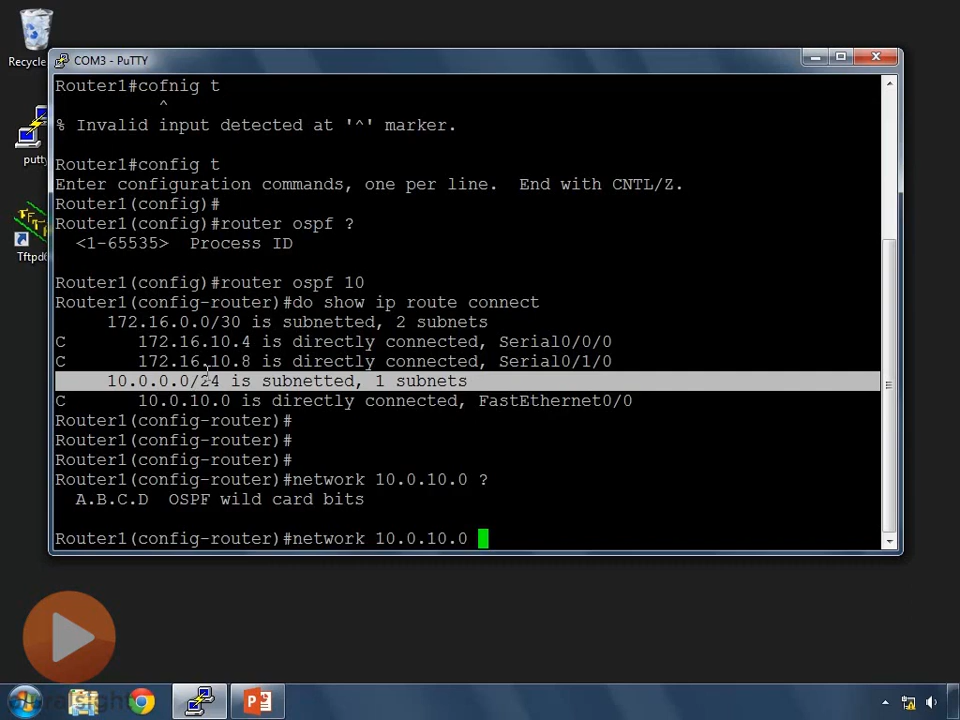 Recycle
putty
Tftpd6
COM3 - PuTTY
Router1#cofnig t
^
% Invalid input detected at '^' marker.
Router1#config t
Enter configuration commands, one per line.  End with CNTL/Z.
Router1(config)#
Router1(config)#router ospf ?
<1-65535>  Process ID
Router1(config)#router ospf 10
Router1(config-router)#do show ip route connect
172.16.0.0/30 is subnetted, 2 subnets
C       172.16.10.4 is directly connected, Serial0/0/0
C       172.16.10.8 is directly connected, Serial0/1/0
10.0.0.0/24 is subnetted, 1 subnets
C       10.0.10.0 is directly connected, FastEthernet0/0
Router1(config-router)#
Router1(config-router)#
Router1(config-router)#
Router1(config-router)#network 10.0.10.0 ?
A.B.C.D  OSPF wild card bits
Router1(config-router)#network 10.0.10.0
pluralsight